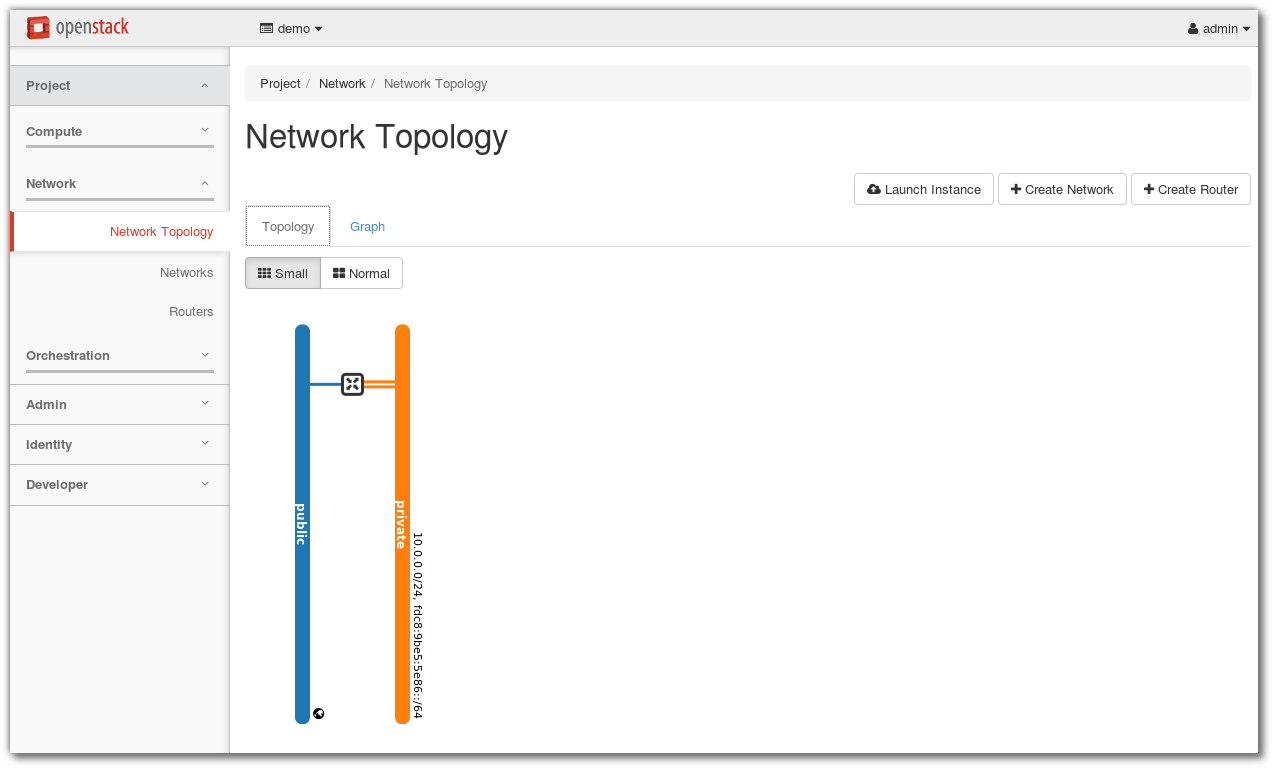 openstack
demo
admin
Project
Compute
Network
Network Topology
Networks
Routers
Orchestration
Admin
Identity
Developer
Project / Network / Network Topology
Network Topology
Launch Instance
Create Network
Create Router
Topology
Graph
Small
Normal
public
private
10.0.0.0/24, fdc8:9be5:5e86::/64